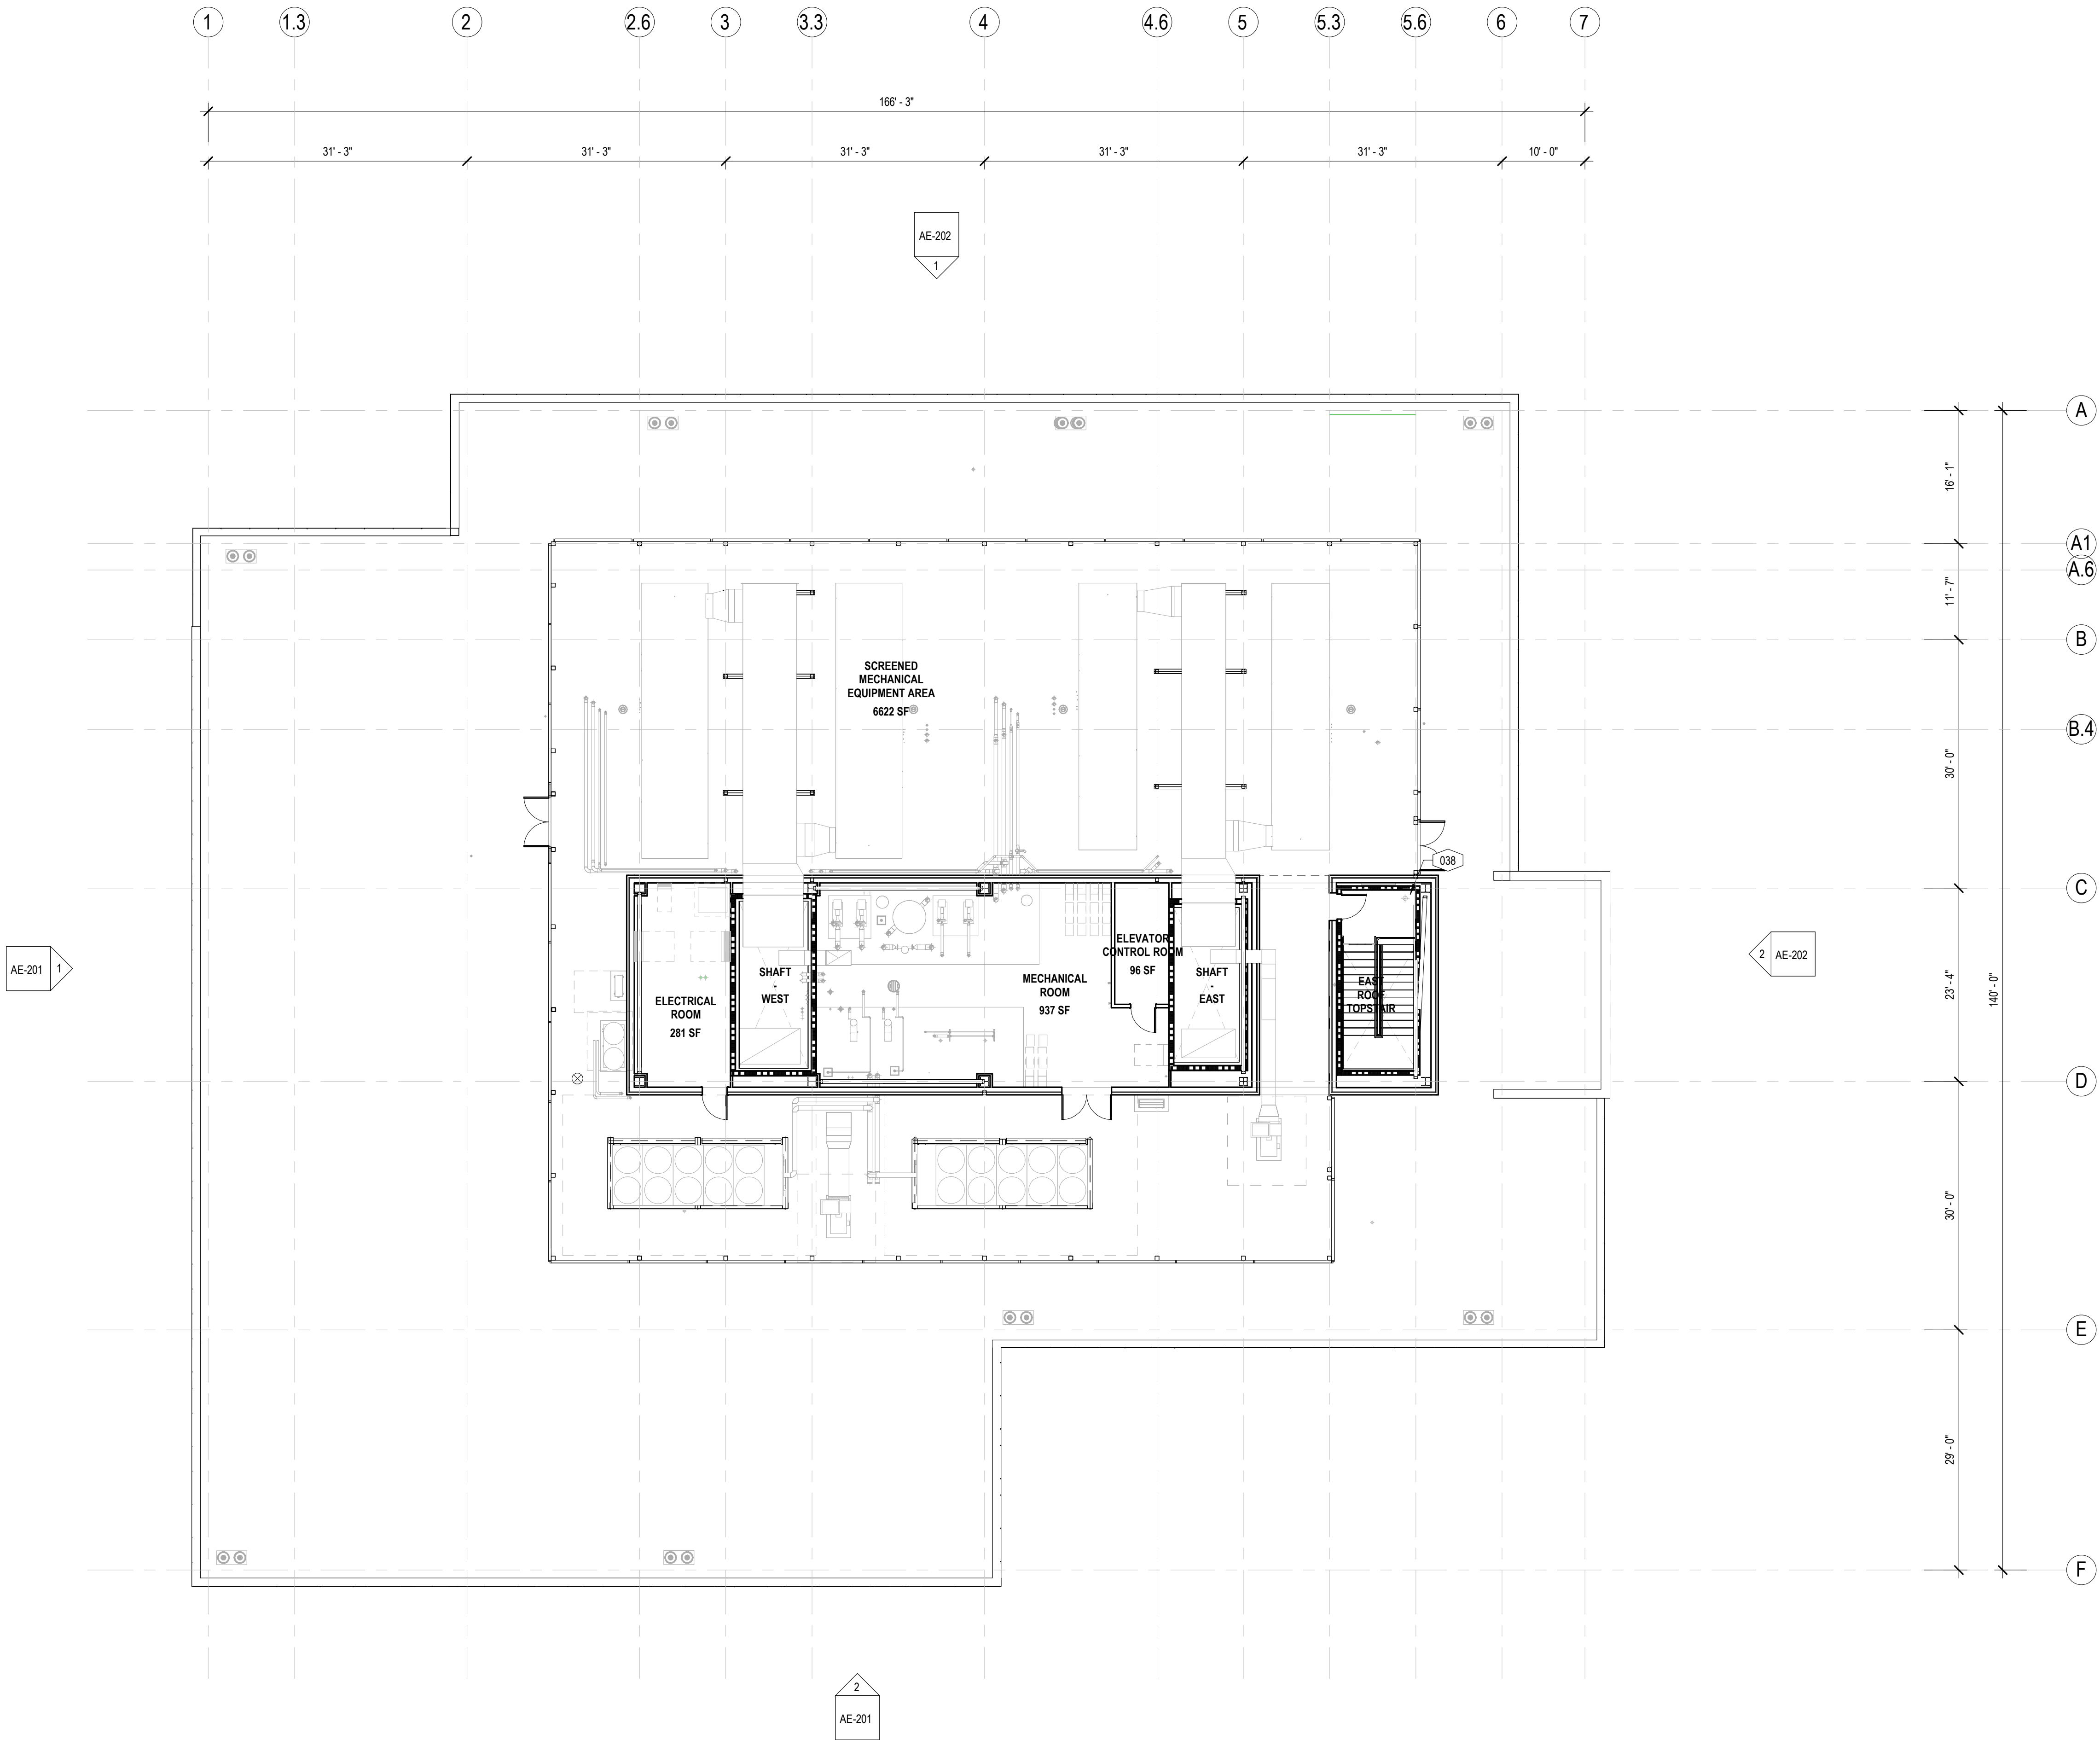 1 1.3 2 2.6 3 3.3 4 4.6 5 5.3 5.6 6 7
166' - 3"
31' - 3" 31' - 3" 31' - 3" 31' - 3" 31' - 3" 10' - 0"
AE-202
1
A
16' - 1"
A1
A.6
11' - 7"
B
SCREENED
MECHANICAL
EQUIPMENT AREA
6622 SF
B.4
30' - 0"
038
C
ELEVATOR
CONTROL ROOM
96 SF
AE-201 1
2 AE-202
SHAFT
-
WEST
MECHANICAL
ROOM
937 SF
SHAFT
-
EAST
EAST
ROOF
TOPSTAIR
ELECTRICAL
ROOM
281 SF
23' - 4"
140' - 0"
D
30' - 0"
E
29' - 0"
F
2
AE-201